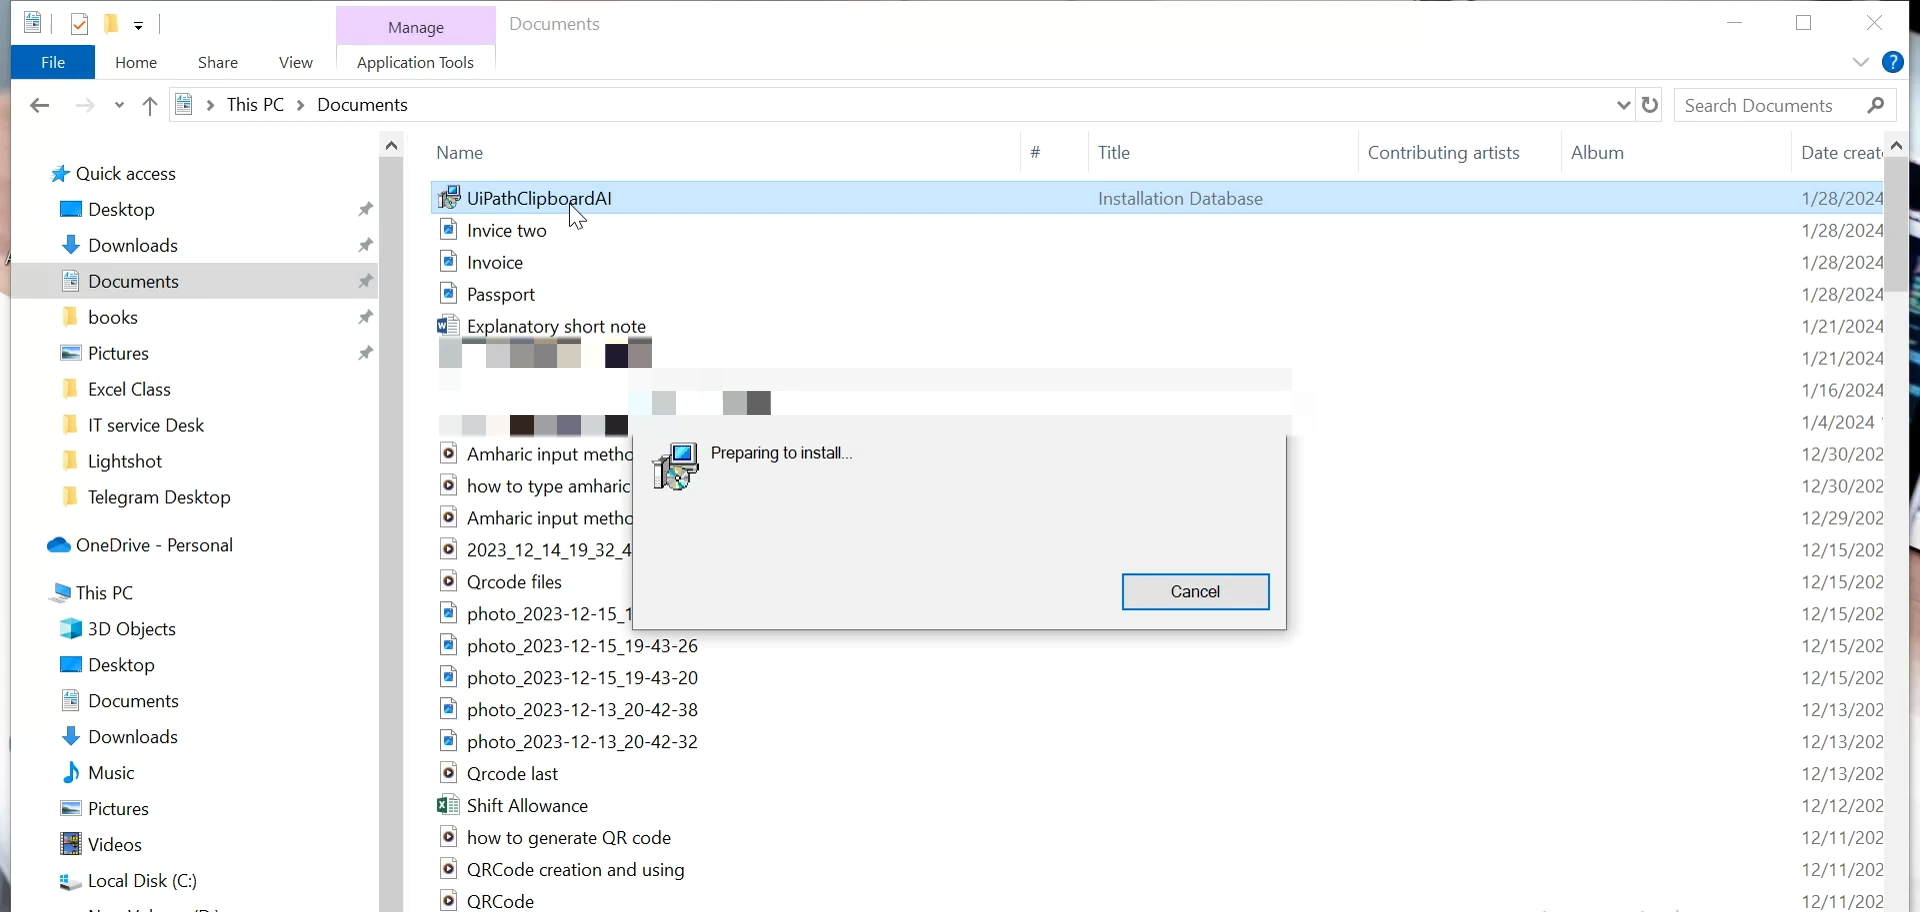 Manage
Documents
File
Home
Share
View
Application Tools
?
This PC > Documents
Search Documents
Name
#
Title
Contributing artists
Album
Date creat
Quick access
Desktop
Downloads
Documents
books
Pictures
Excel Class
IT service Desk
Lightshot
Telegram Desktop
OneDrive - Personal
This PC
3D Objects
Desktop
Documents
Downloads
Music
Pictures
Videos
Local Disk (C:)
UiPathClipboardAI Installation Database 1/28/2024
Invice two 1/28/2024
Invoice 1/28/2024
Passport 1/28/2024
Explanatory short note 1/21/2024
1/21/2024
1/16/2024
1/4/2024
Amharic input metho 12/30/202
how to type amharic 12/30/202
Amharic input metho 12/29/202
2023_12_14_19_32_4 12/15/202
Qrcode files 12/15/202
photo_2023-12-15_1 12/15/202
photo_2023-12-15_19-43-26 12/15/202
photo_2023-12-15_19-43-20 12/15/202
photo_2023-12-13_20-42-38 12/13/202
photo_2023-12-13_20-42-32 12/13/202
Qrcode last 12/13/202
Shift Allowance 12/12/202
how to generate QR code 12/11/202
QRCode creation and using 12/11/202
QRCode 12/11/202
Preparing to install...
Cancel